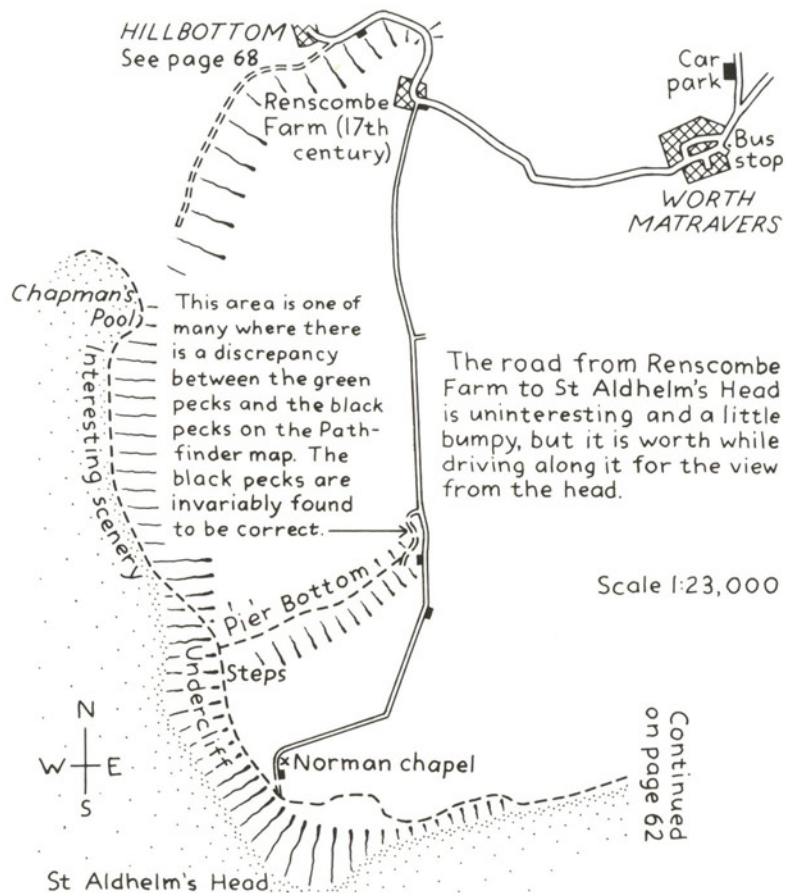 HILLBOTTOM
See page 68
Car
park
Renscombe
Farm (17th
century)
Bus
stop
WORTH
MATRAVERS
Chapman's
Pool
This area is one of
many where there
is a discrepancy
between the green
pecks and the black
pecks on the Path-
finder map. The
black pecks are
invariably found
to be correct.
The road from Renscombe
Farm to St Aldhelm's Head
is uninteresting and a little
bumpy, but it is worth while
driving along it for the view
from the head.
Interesting scenery
Scale 1:23,000
Pier Bottom
Steps
Undercliff
N
W E
S
Norman chapel
Continued
on page 62
St Aldhelm's Head